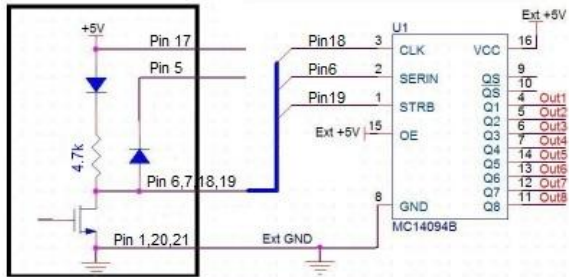 +5V
Pin 17
Pin 5
4.7k
Pin 6,7,18,19
Pin 1,20,21
Ext GND
Pin18
Pin6
Pin19
Ext +5V
U1
Ext +5V
3 CLK VCC 16
2 SERIN QS 9
QS 10
1 STRB Q1 4 Out1
Q2 5 Out2
15 OE Q3 6 Out3
Q4 7 Out4
Q5 14 Out5
Q6 13 Out6
Q7 12 Out7
8 GND Q8 11 Out8
MC14094B